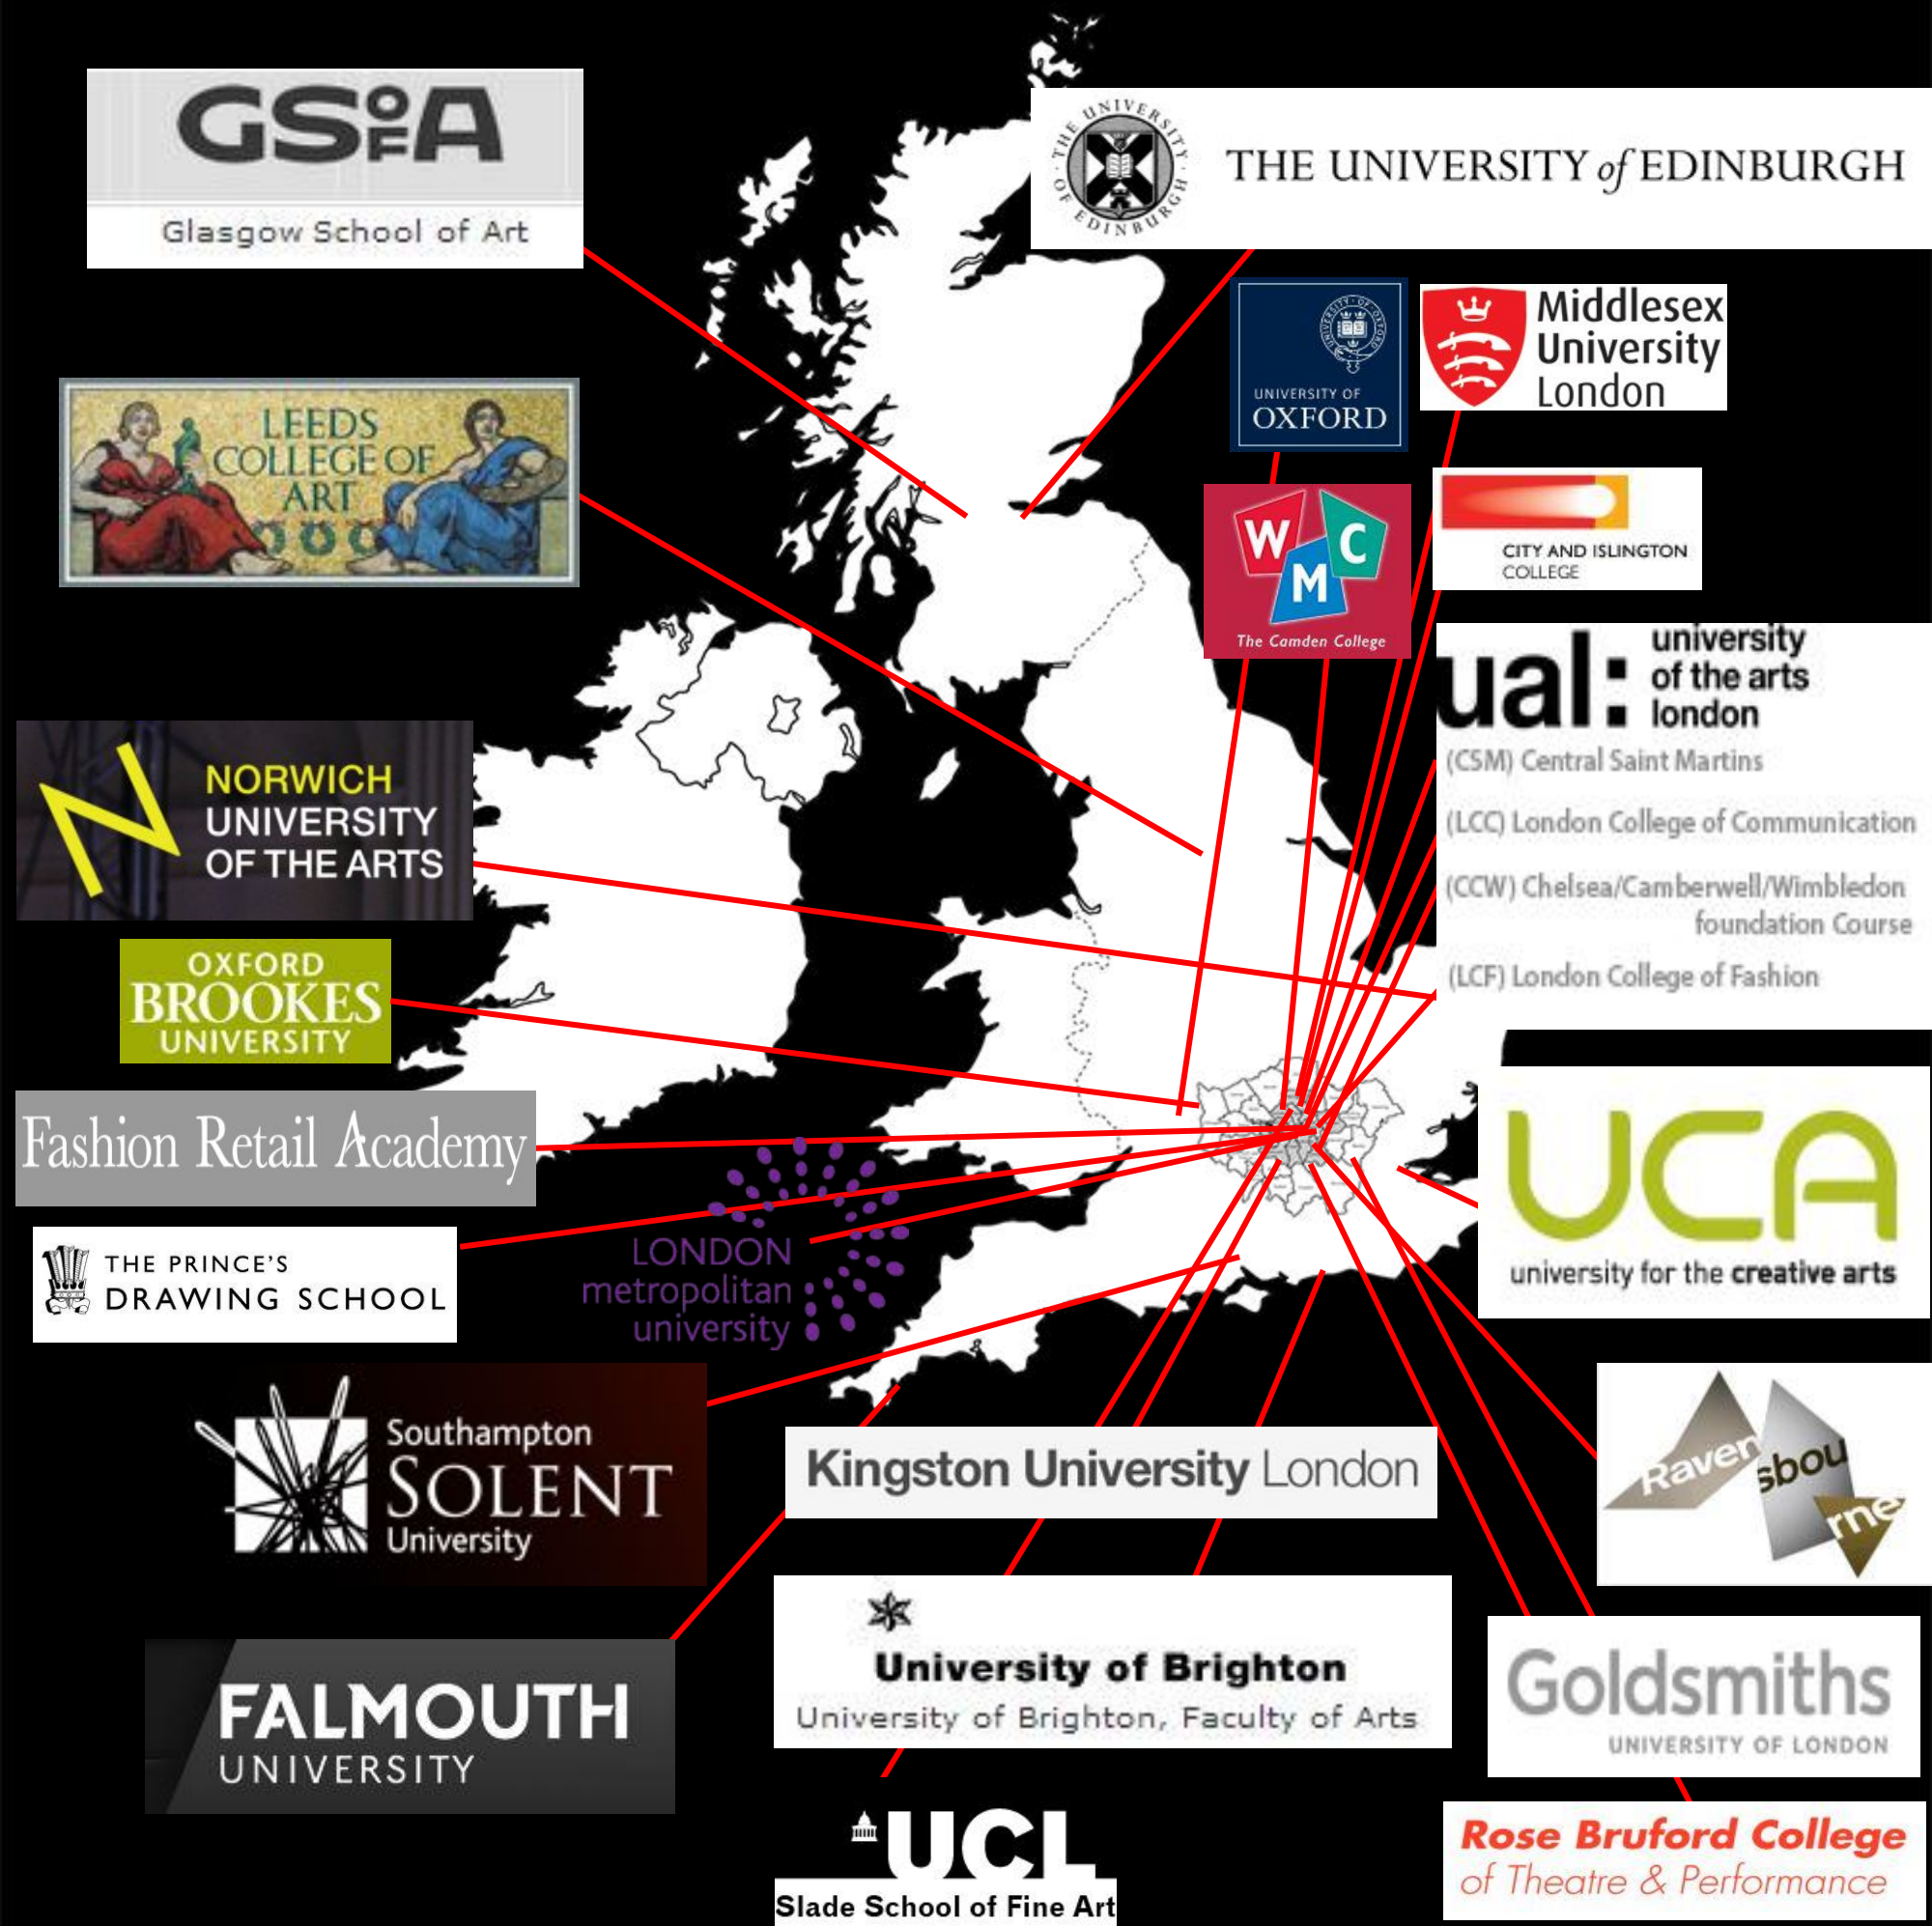 GSOFA
Glasgow School of Art
THE UNIVERSITY OF EDINBURGH
THE UNIVERSITY of EDINBURGH
UNIVERSITY OF OXFORD
UNIVERSITY OF
OXFORD
Middlesex
University
London
LEEDS
COLLEGE OF
ART
W M C
The Camden College
CITY AND ISLINGTON
COLLEGE
ual:
university
of the arts
london
(CSM) Central Saint Martins
(LCC) London College of Communication
(CCW) Chelsea/Camberwell/Wimbledon
foundation Course
(LCF) London College of Fashion
N
NORWICH
UNIVERSITY
OF THE ARTS
OXFORD
BROOKES
UNIVERSITY
Fashion Retail Academy
UCA
university for the creative arts
THE PRINCE'S
DRAWING SCHOOL
LONDON
metropolitan
university
Southampton
SOLENT
University
Kingston University London
Ravensbourne
FALMOUTH
UNIVERSITY
University of Brighton
University of Brighton, Faculty of Arts
Goldsmiths
UNIVERSITY OF LONDON
UCL
Slade School of Fine Art
Rose Bruford College
of Theatre & Performance